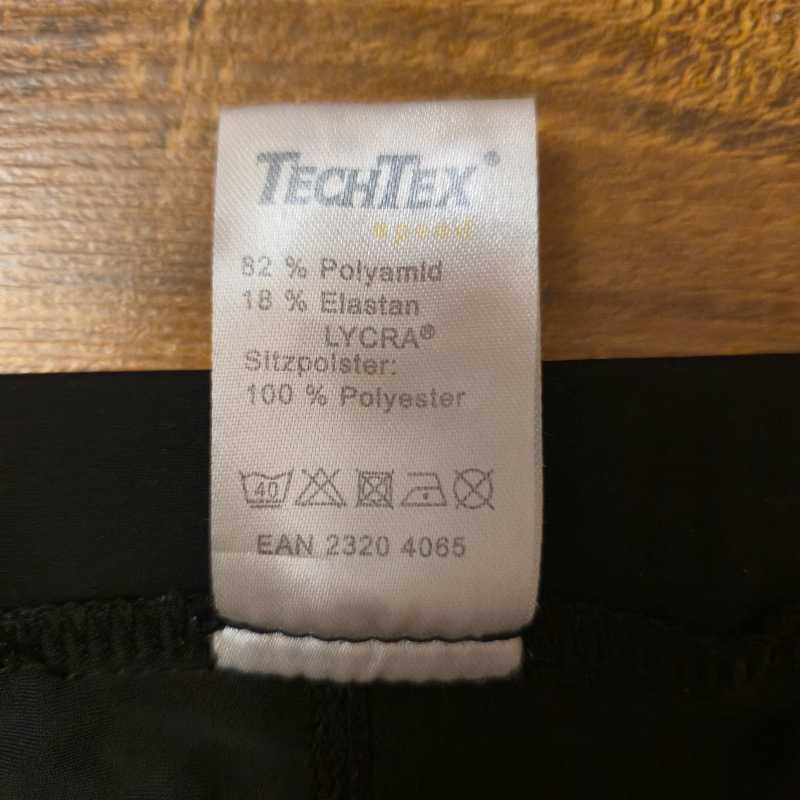 TECHTEX®
speed
82 % Polyamid
18 % Elastan
LYCRA®
Sitzpolster:
100 % Polyester
40
EAN 2320 4065